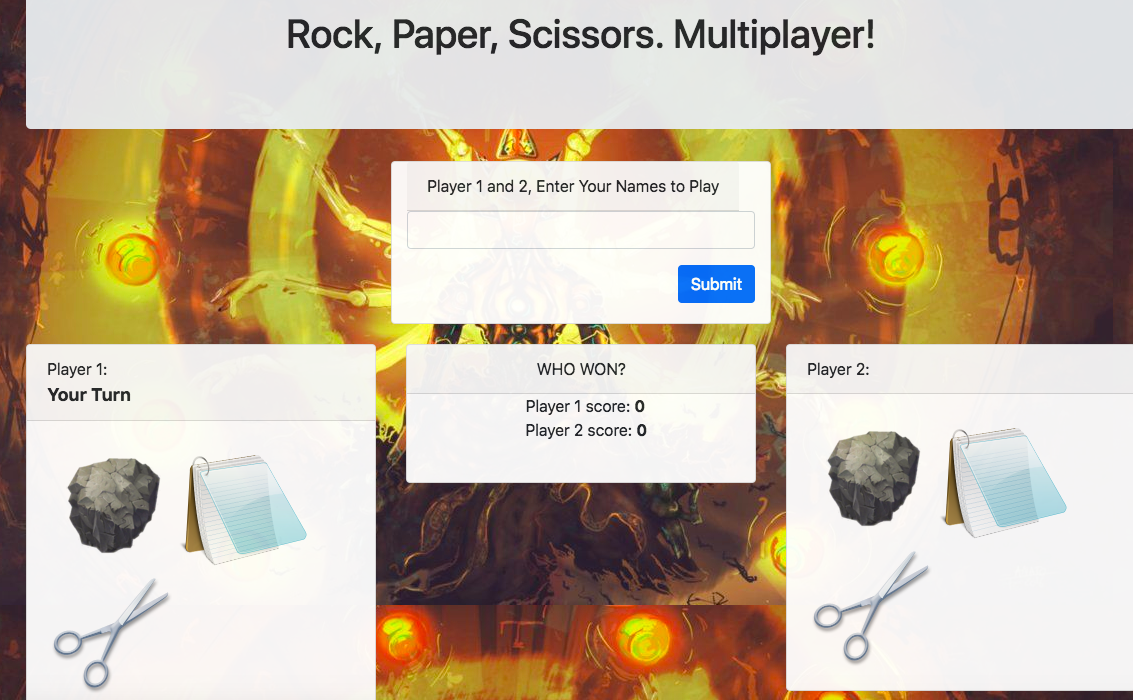 Rock, Paper, Scissors. Multiplayer!
Player 1 and 2, Enter Your Names to Play
Submit
Player 1:
Your Turn
WHO WON?
Player 1 score: 0
Player 2 score: 0
Player 2: